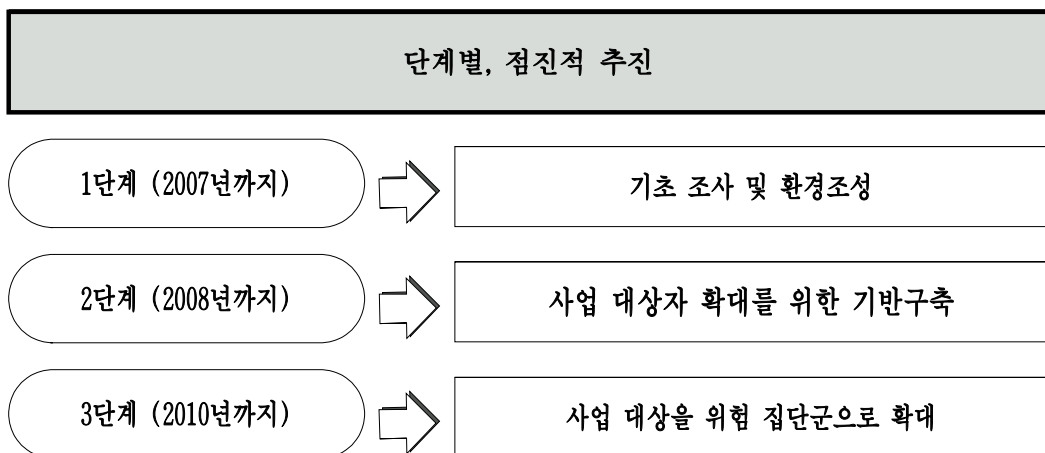 단계별, 점진적 추진
1단계 (2007년까지)
기초 조사 및 환경조성
2단계 (2008년까지)
사업 대상자 확대를 위한 기반구축
3단계 (2010년까지)
사업 대상을 위험 집단군으로 확대